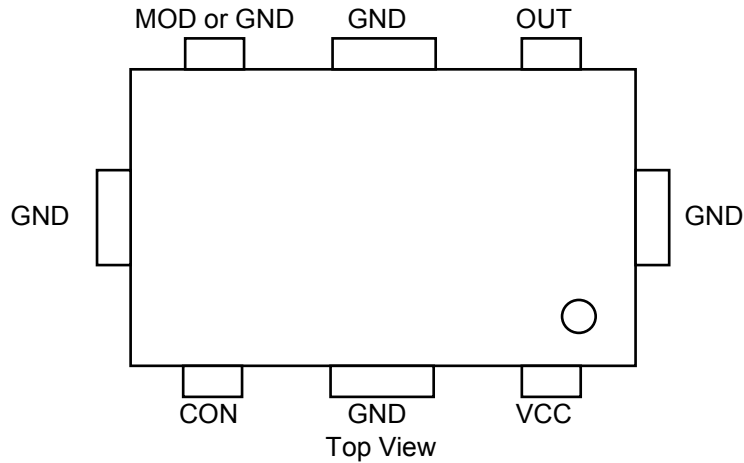 MOD or GND GND OUT
GND GND
CON GND VCC
Top View